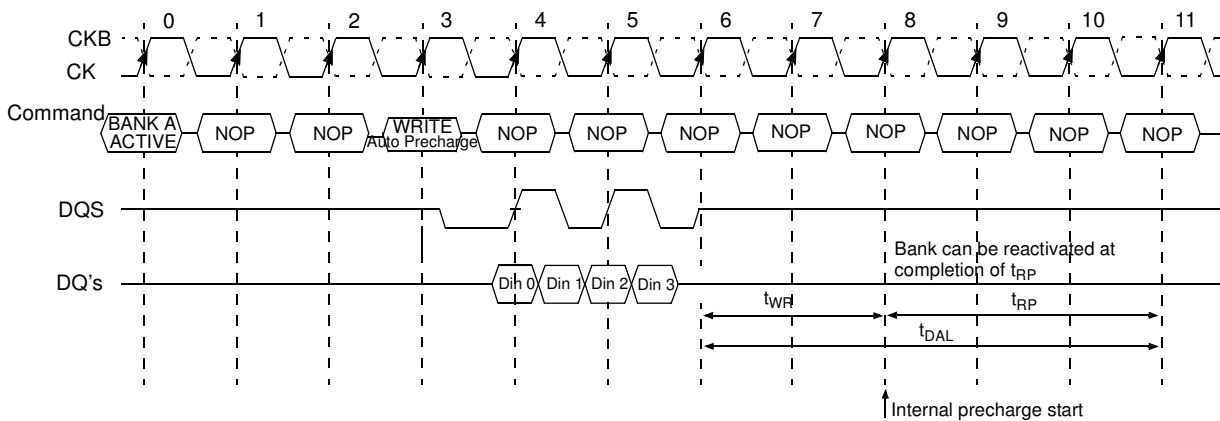 0 1 2 3 4 5 6 7 8 9 10 11
CKB
CK
Command
BANK A
ACTIVE
NOP
NOP
WRITE
Auto Precharge
NOP
NOP
NOP
NOP
NOP
NOP
NOP
NOP
DQS
DQ's
Din 0
Din 1
Din 2
Din 3
Bank can be reactivated at
completion of tRP
tWR
tRP
tDAL
Internal precharge start